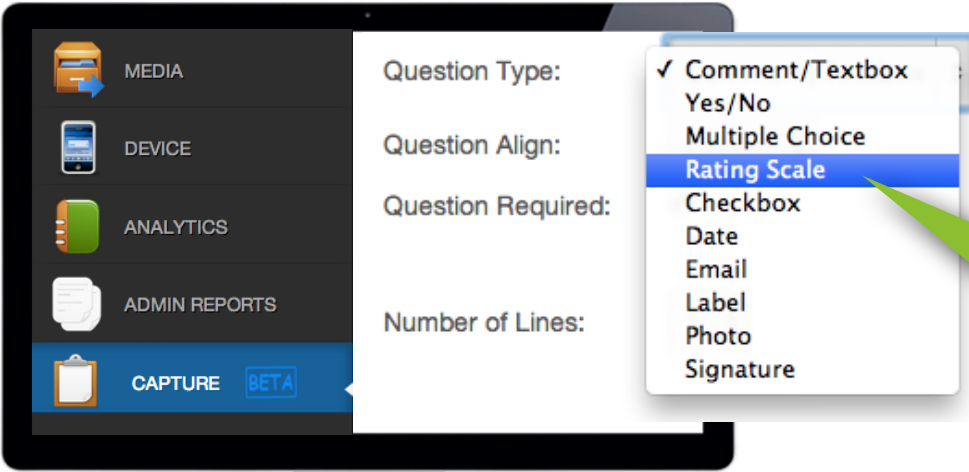 MEDIA
DEVICE
ANALYTICS
ADMIN REPORTS
CAPTURE BETA
Question Type:
Question Align:
Question Required:
Number of Lines:
✓ Comment/Textbox
Yes/No
Multiple Choice
Rating Scale
Checkbox
Date
Email
Label
Photo
Signature